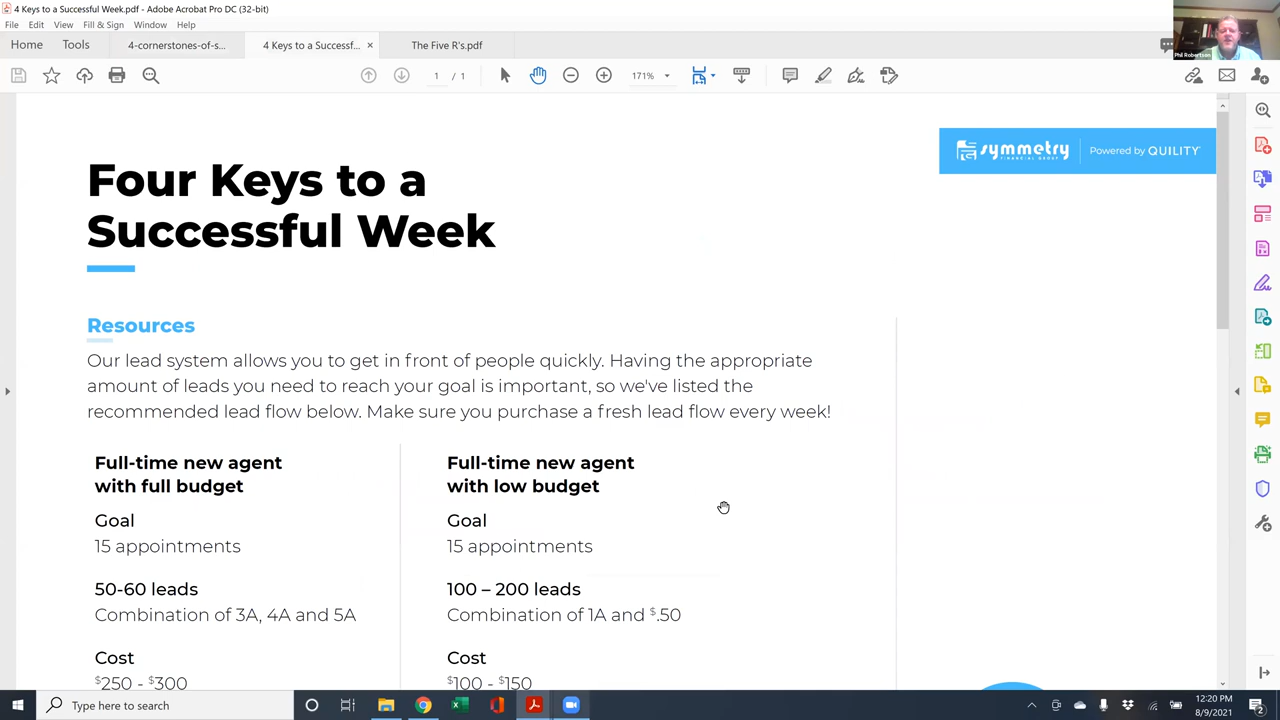 4 Keys to a Successful Week.pdf - Adobe Acrobat Pro DC (32-bit)
File Edit View Fill & Sign Window Help
Home Tools 4-cornerstones-of-s... 4 Keys to a Successf... × The Five R's.pdf
Phil Robertson
1 / 1 171%
symmetry
FINANCIAL GROUP
Powered by QUILITY
Four Keys to a
Successful Week
Resources
Our lead system allows you to get in front of people quickly. Having the appropriate
amount of leads you need to reach your goal is important, so we've listed the
recommended lead flow below. Make sure you purchase a fresh lead flow every week!
Full-time new agent
with full budget
Goal
15 appointments
50-60 leads
Combination of 3A, 4A and 5A
Cost
$250 - $300
Full-time new agent
with low budget
Goal
15 appointments
100 – 200 leads
Combination of 1A and $.50
Cost
$100 - $150
Type here to search
12:20 PM
8/9/2021
2